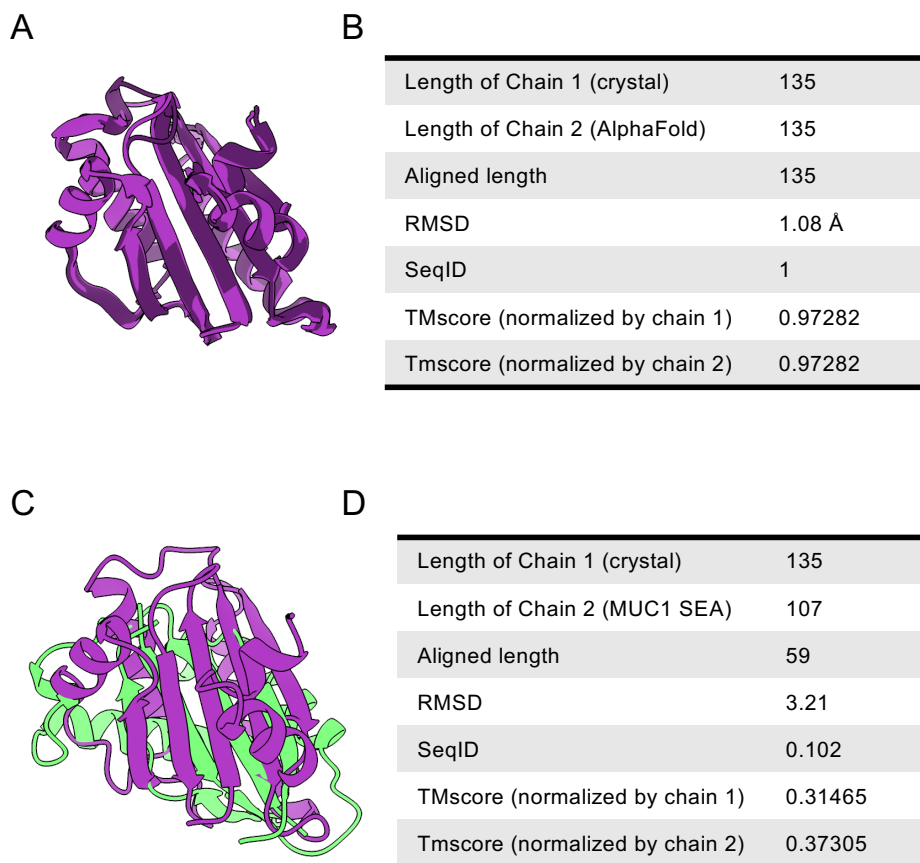 A
B
Length of Chain 1 (crystal) 135
Length of Chain 2 (AlphaFold) 135
Aligned length 135
RMSD 1.08 Å
SeqID 1
TMscore (normalized by chain 1) 0.97282
Tmscore (normalized by chain 2) 0.97282
C
D
Length of Chain 1 (crystal) 135
Length of Chain 2 (MUC1 SEA) 107
Aligned length 59
RMSD 3.21
SeqID 0.102
TMscore (normalized by chain 1) 0.31465
Tmscore (normalized by chain 2) 0.37305